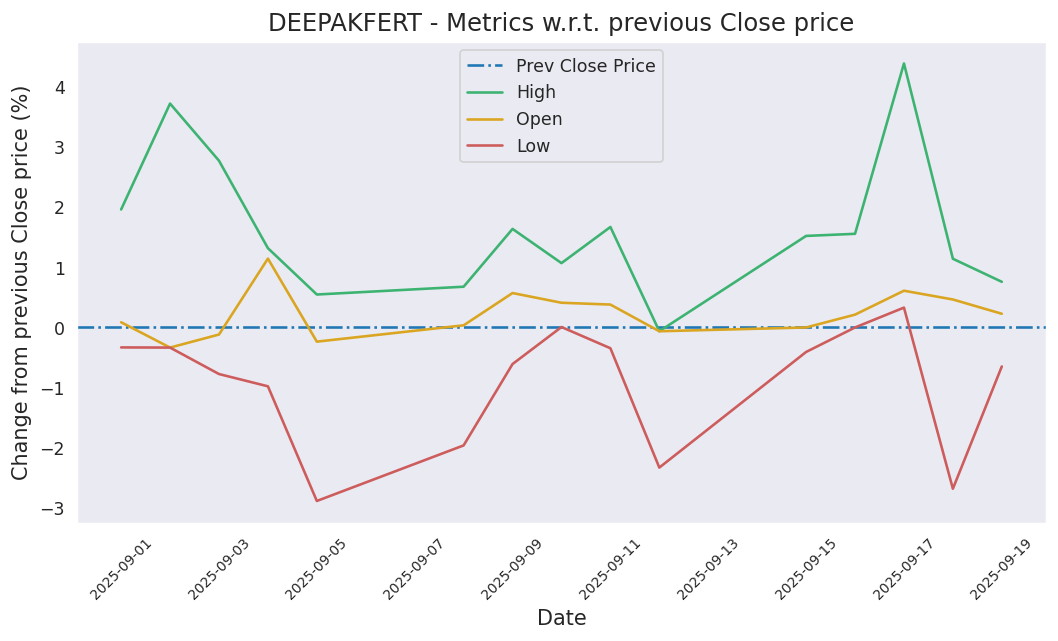 DEEPAKFERT - Metrics w.r.t. previous Close price
Change from previous Close price (%)
4
3
2
1
0
−1
−2
−3
Prev Close Price
High
Open
Low
2025-09-01
2025-09-03
2025-09-05
2025-09-07
2025-09-09
2025-09-11
2025-09-13
2025-09-15
2025-09-17
2025-09-19
Date